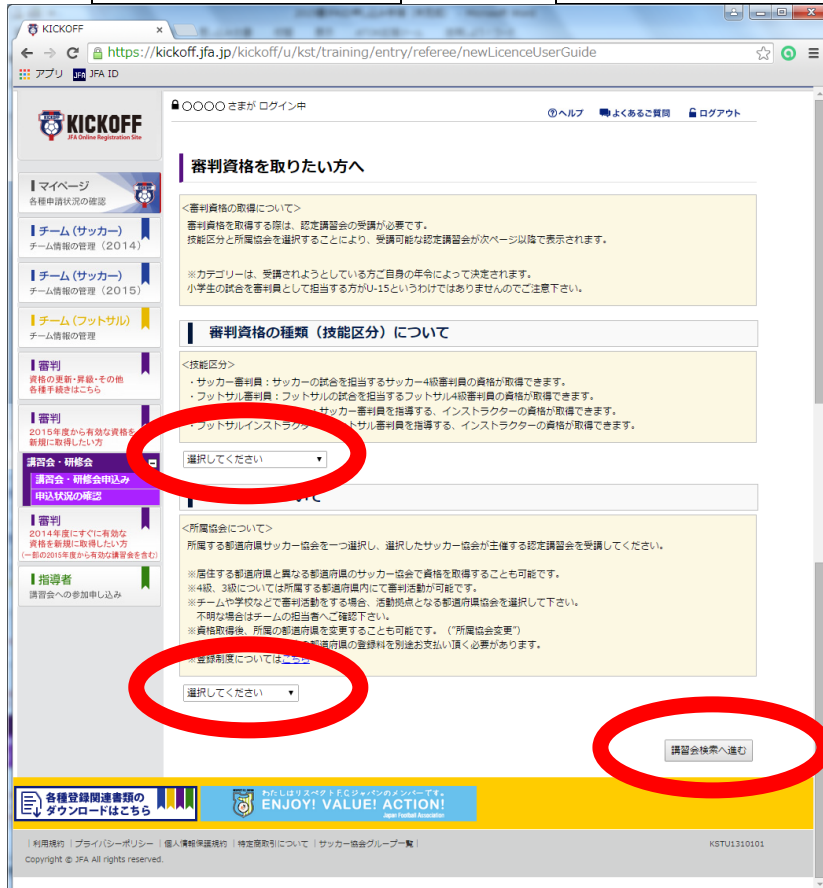 KICKOFF
https://kickoff.jfa.jp/kickoff/u/kst/training/entry/referee/newLicenceUserGuide
アプリ JFA JFA ID
KICKOFF
JFA Online Registration Site
〇〇〇〇 さまが ログイン中
ヘルプ よくあるご質問 ログアウト
マイページ
各種申請状況の確認
チーム (サッカー)
チーム情報の管理 (2014)
チーム (サッカー)
チーム情報の管理 (2015)
チーム (フットサル)
チーム情報の管理
審判
資格の更新・昇級・その他
各種手続きはこちら
審判
2015年度から有効な資格を
新規に取得したい方
講習会・研修会
講習会・研修会申込み
申込状況の確認
審判
2014年度にすぐに有効な
資格を新規に取得したい方
(一部の2015年度から有効な講習会を含む)
指導者
講習会への参加申し込み
審判資格を取りたい方へ
<審判資格の取得について>
審判資格を取得する際は、認定講習会の受講が必要です。
技能区分と所属協会を選択することにより、受講可能な認定講習会が次ページ以降で表示されます。
※カテゴリーは、受講されようとしている方ご自身の年令によって決定されます。
小学生の試合を審判員として担当する方がU-15というわけではありませんのでご注意下さい。
審判資格の種類（技能区分）について
<技能区分>
・サッカー審判員：サッカーの試合を担当するサッカー4級審判員の資格が取得できます。
・フットサル審判員：フットサルの試合を担当するフットサル4級審判員の資格が取得できます。
サッカー審判員を指導する、インストラクターの資格が取得できます。
・フットサルインストラクター フットサル審判員を指導する、インストラクターの資格が取得できます。
選択してください
いて
<所属協会について>
所属する都道府県サッカー協会を一つ選択し、選択したサッカー協会が主催する認定講習会を受講してください。
※居住する都道府県と異なる都道府県のサッカー協会で資格を取得することも可能です。
※4級、3級については所属する都道府県内にて審判活動が可能です。
※チームや学校などで審判活動をする場合、活動拠点となる都道府県協会を選択して下さい。
不明な場合はチームの担当者へご確認下さい。
※資格取得後、所属の都道府県を変更することも可能です。（"所属協会変更"）
都道府県の登録料を別途お支払い頂く必要があります。
※登録制度についてはこちら
選択してください
講習会検索へ進む
各種登録関連書類の
ダウンロードはこちら
わたしはリスペクトF.C.ジャパンのメンバーです。
ENJOY! VALUE! ACTION!
Japan Football Association
| 利用規約 | プライバシーポリシー | 個人情報保護規約 | 特定商取引について | サッカー協会グループ一覧 |
KSTU1310101
Copyright © JFA All rights reserved.